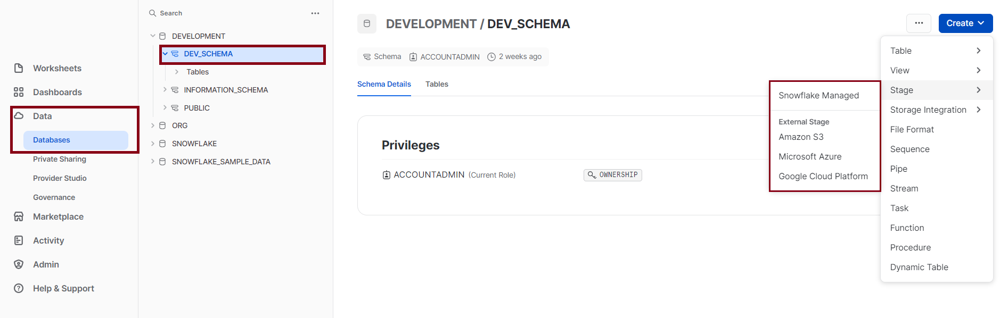 Worksheets
Dashboards
Data
Databases
Private Sharing
Provider Studio
Governance
Marketplace
Activity
Admin
Help & Support
Search
DEVELOPMENT
DEV_SCHEMA
Tables
INFORMATION_SCHEMA
PUBLIC
ORG
SNOWFLAKE
SNOWFLAKE_SAMPLE_DATA
DEVELOPMENT / DEV_SCHEMA
Schema ACCOUNTADMIN 2 weeks ago
Schema Details Tables
Privileges
ACCOUNTADMIN (Current Role) OWNERSHIP
Create
Table
View
Stage
Storage Integration
File Format
Sequence
Pipe
Stream
Task
Function
Procedure
Dynamic Table
Snowflake Managed
External Stage
Amazon S3
Microsoft Azure
Google Cloud Platform